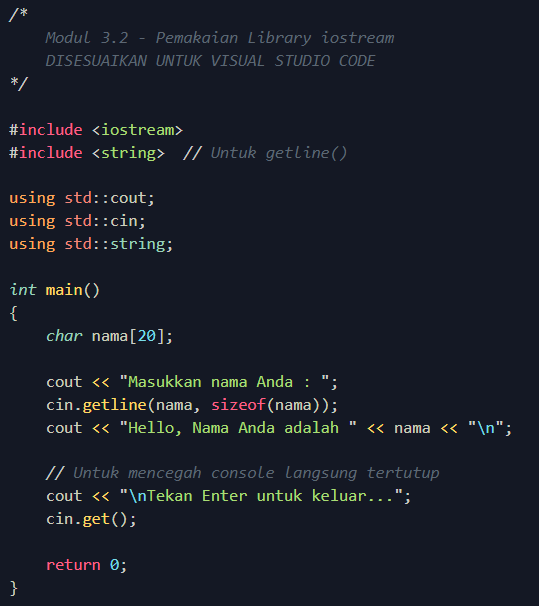 /*
    Modul 3.2 - Pemakaian Library iostream
    DISESUAIKAN UNTUK VISUAL STUDIO CODE
*/
#include <iostream>
#include <string>  // Untuk getline()
using std::cout;
using std::cin;
using std::string;
int main()
{
    char nama[20];
    cout << "Masukkan nama Anda : ";
    cin.getline(nama, sizeof(nama));
    cout << "Hello, Nama Anda adalah " << nama << "\n";
    // Untuk mencegah console langsung tertutup
    cout << "\nTekan Enter untuk keluar...";
    cin.get();
    return 0;
}